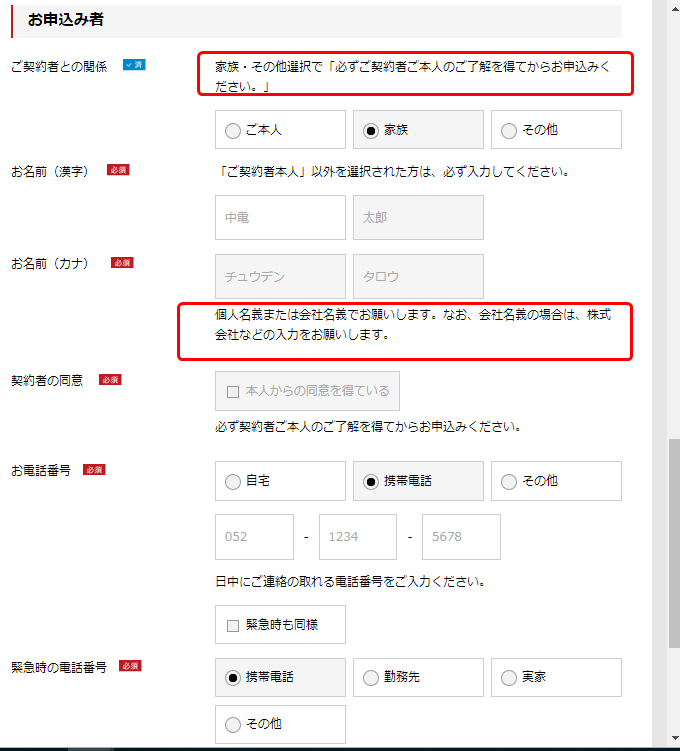 お申込み者
ご契約者との関係 ✓済
家族・その他選択で「必ずご契約者ご本人のご了解を得てからお申込みく
ださい。」
ご本人 家族 その他
お名前（漢字） 必須 「ご契約者本人」以外を選択された方は、必ず入力してください。
中電 太郎
お名前（カナ） 必須
チュウデン タロウ
個人名義または会社名義でお願いします。なお、会社名義の場合は、株式
会社などの入力をお願いします。
契約者の同意 必須 本人からの同意を得ている
必ず契約者ご本人のご了解を得てからお申込みください。
お電話番号 必須
自宅 携帯電話 その他
052 - 1234 - 5678
日中にご連絡の取れる電話番号をご入力ください。
緊急時も同様
緊急時の電話番号 必須
携帯電話 勤務先 実家
その他